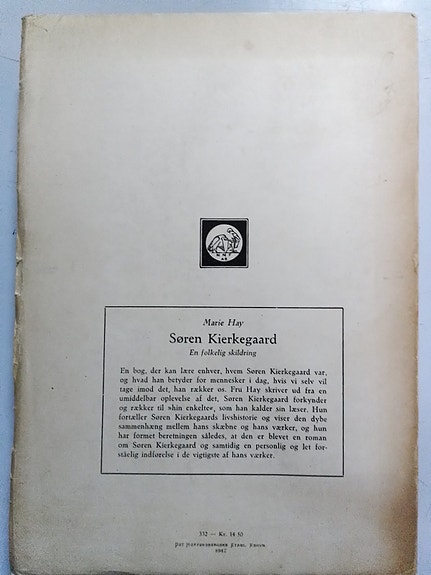 NNF
Marie Hay
Søren Kierkegaard
En folkelig skildring
En bog, der kan lære enhver, hvem Søren Kierkegaard var,
og hvad han betyder for mennesker i dag, hvis vi selv vil
tage imod det, han rækker os. Fru Hay skriver ud fra en
umiddelbar oplevelse af det, Søren Kierkegaard forkynder
og rækker til »hin enkelte«, som han kalder sin læser. Hun
fortæller Søren Kierkegaards livshistorie og viser den dybe
sammenhæng mellem hans skæbne og hans værker, og hun
har formet beretningen således, at den er blevet en roman
om Søren Kierkegaard og samtidig en personlig og let for-
ståelig indførelse i de vigtigste af hans værker.
332 — Kr. 14 50
DET HOFFENSBERGSKE ETABL. KBHVN.
1947